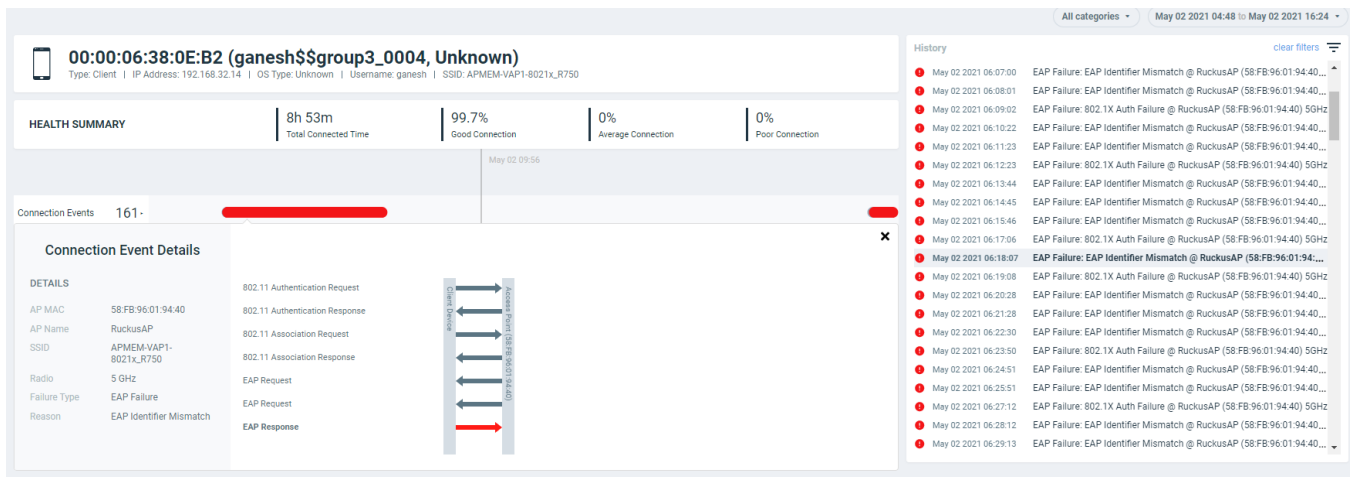 All categories
May 02 2021 04:48 to May 02 2021 16:24
00:00:06:38:0E:B2 (ganesh$$group3_0004, Unknown)
Type: Client | IP Address: 192.168.32.14 | OS Type: Unknown | Username: ganesh | SSID: APMEM-VAP1-8021x_R750
HEALTH SUMMARY
8h 53m
Total Connected Time
99.7%
Good Connection
0%
Average Connection
0%
Poor Connection
May 02 09:56
Connection Events 161-
Connection Event Details
DETAILS
AP MAC 58:FB:96:01:94:40
AP Name RuckusAP
SSID APMEM-VAP1-
8021x_R750
Radio 5 GHz
Failure Type EAP Failure
Reason EAP Identifier Mismatch
802.11 Authentication Request
802.11 Authentication Response
802.11 Association Request
802.11 Association Response
EAP Request
EAP Request
EAP Response
Client Device
Access Point (58:FB:96:01:94:40)
History
clear filters
May 02 2021 06:07:00 EAP Failure: EAP Identifier Mismatch @ RuckusAP (58:FB:96:01:94:40...
May 02 2021 06:08:01 EAP Failure: EAP Identifier Mismatch @ RuckusAP (58:FB:96:01:94:40...
May 02 2021 06:09:02 EAP Failure: 802.1X Auth Failure @ RuckusAP (58:FB:96:01:94:40) 5GHz
May 02 2021 06:10:22 EAP Failure: EAP Identifier Mismatch @ RuckusAP (58:FB:96:01:94:40...
May 02 2021 06:11:23 EAP Failure: EAP Identifier Mismatch @ RuckusAP (58:FB:96:01:94:40...
May 02 2021 06:12:23 EAP Failure: 802.1X Auth Failure @ RuckusAP (58:FB:96:01:94:40) 5GHz
May 02 2021 06:13:44 EAP Failure: EAP Identifier Mismatch @ RuckusAP (58:FB:96:01:94:40...
May 02 2021 06:14:45 EAP Failure: EAP Identifier Mismatch @ RuckusAP (58:FB:96:01:94:40...
May 02 2021 06:15:46 EAP Failure: EAP Identifier Mismatch @ RuckusAP (58:FB:96:01:94:40...
May 02 2021 06:17:06 EAP Failure: 802.1X Auth Failure @ RuckusAP (58:FB:96:01:94:40) 5GHz
May 02 2021 06:18:07 EAP Failure: EAP Identifier Mismatch @ RuckusAP (58:FB:96:01:94:...
May 02 2021 06:19:08 EAP Failure: 802.1X Auth Failure @ RuckusAP (58:FB:96:01:94:40) 5GHz
May 02 2021 06:20:28 EAP Failure: EAP Identifier Mismatch @ RuckusAP (58:FB:96:01:94:40...
May 02 2021 06:21:28 EAP Failure: EAP Identifier Mismatch @ RuckusAP (58:FB:96:01:94:40...
May 02 2021 06:22:30 EAP Failure: EAP Identifier Mismatch @ RuckusAP (58:FB:96:01:94:40...
May 02 2021 06:23:50 EAP Failure: 802.1X Auth Failure @ RuckusAP (58:FB:96:01:94:40) 5GHz
May 02 2021 06:24:51 EAP Failure: EAP Identifier Mismatch @ RuckusAP (58:FB:96:01:94:40...
May 02 2021 06:25:51 EAP Failure: EAP Identifier Mismatch @ RuckusAP (58:FB:96:01:94:40...
May 02 2021 06:27:12 EAP Failure: 802.1X Auth Failure @ RuckusAP (58:FB:96:01:94:40) 5GHz
May 02 2021 06:28:12 EAP Failure: EAP Identifier Mismatch @ RuckusAP (58:FB:96:01:94:40...
May 02 2021 06:29:13 EAP Failure: EAP Identifier Mismatch @ RuckusAP (58:FB:96:01:94:40...